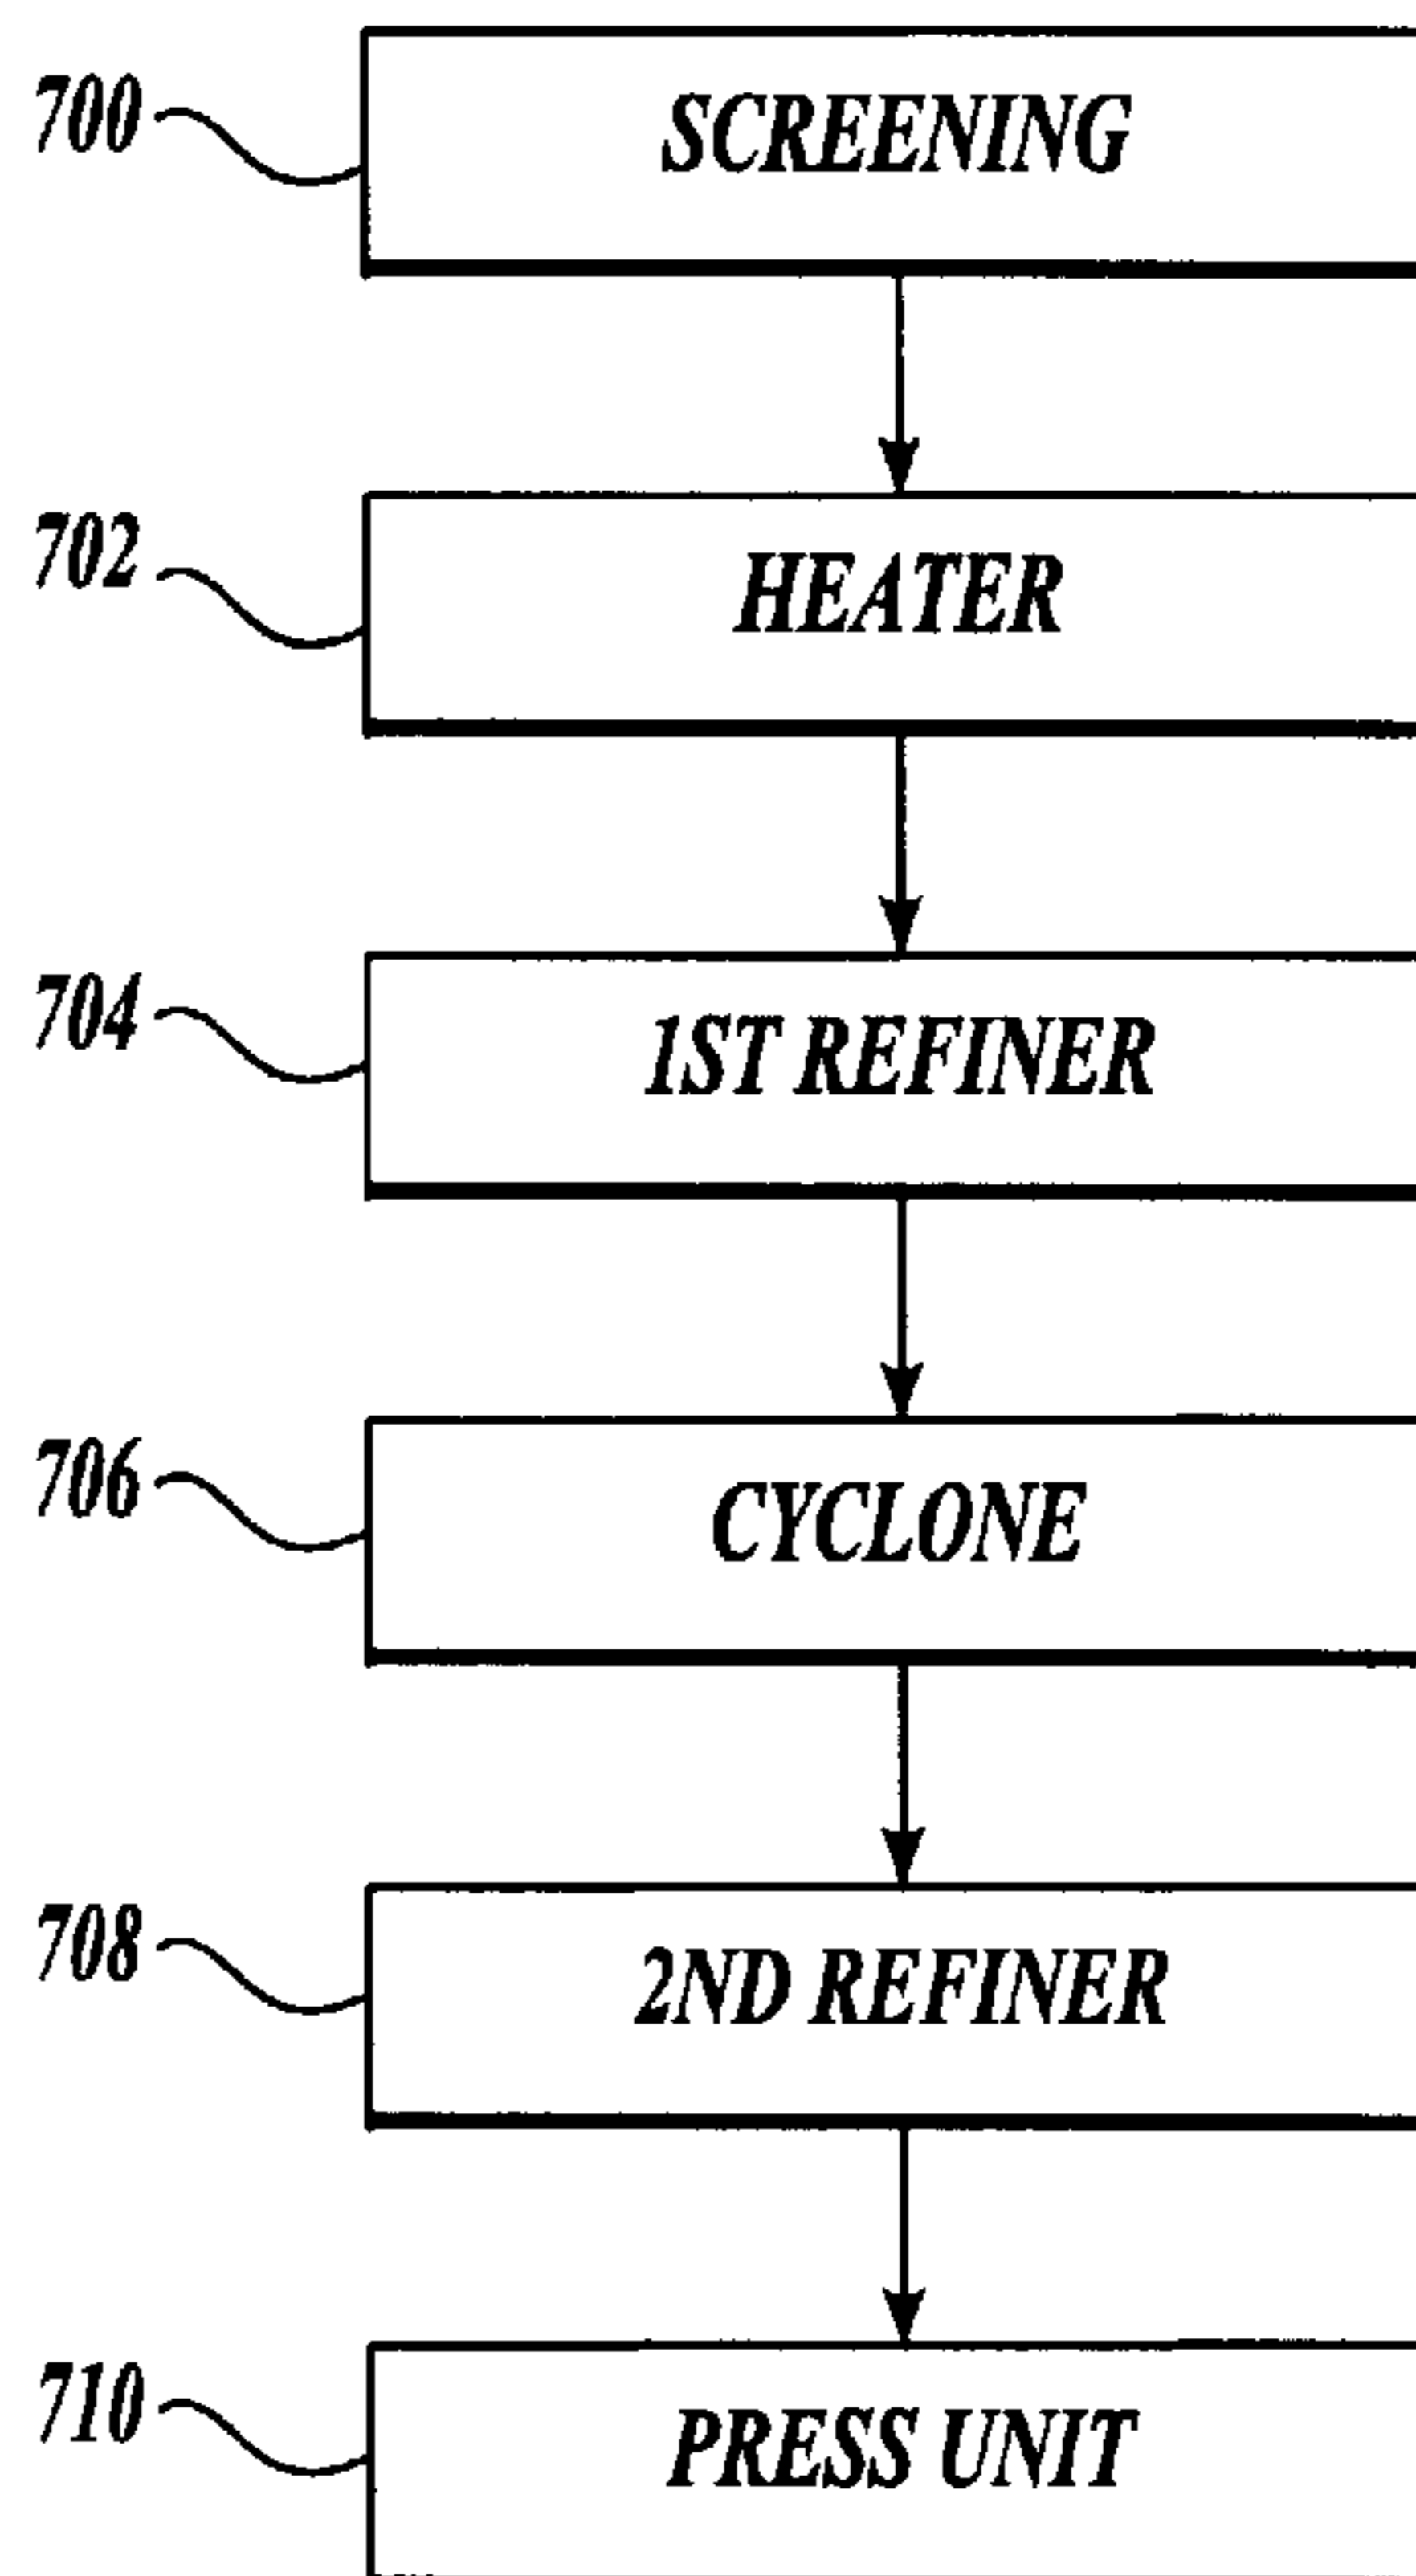 700
SCREENING
702
HEATER
704
1ST REFINER
706
CYCLONE
708
2ND REFINER
710
PRESS UNIT